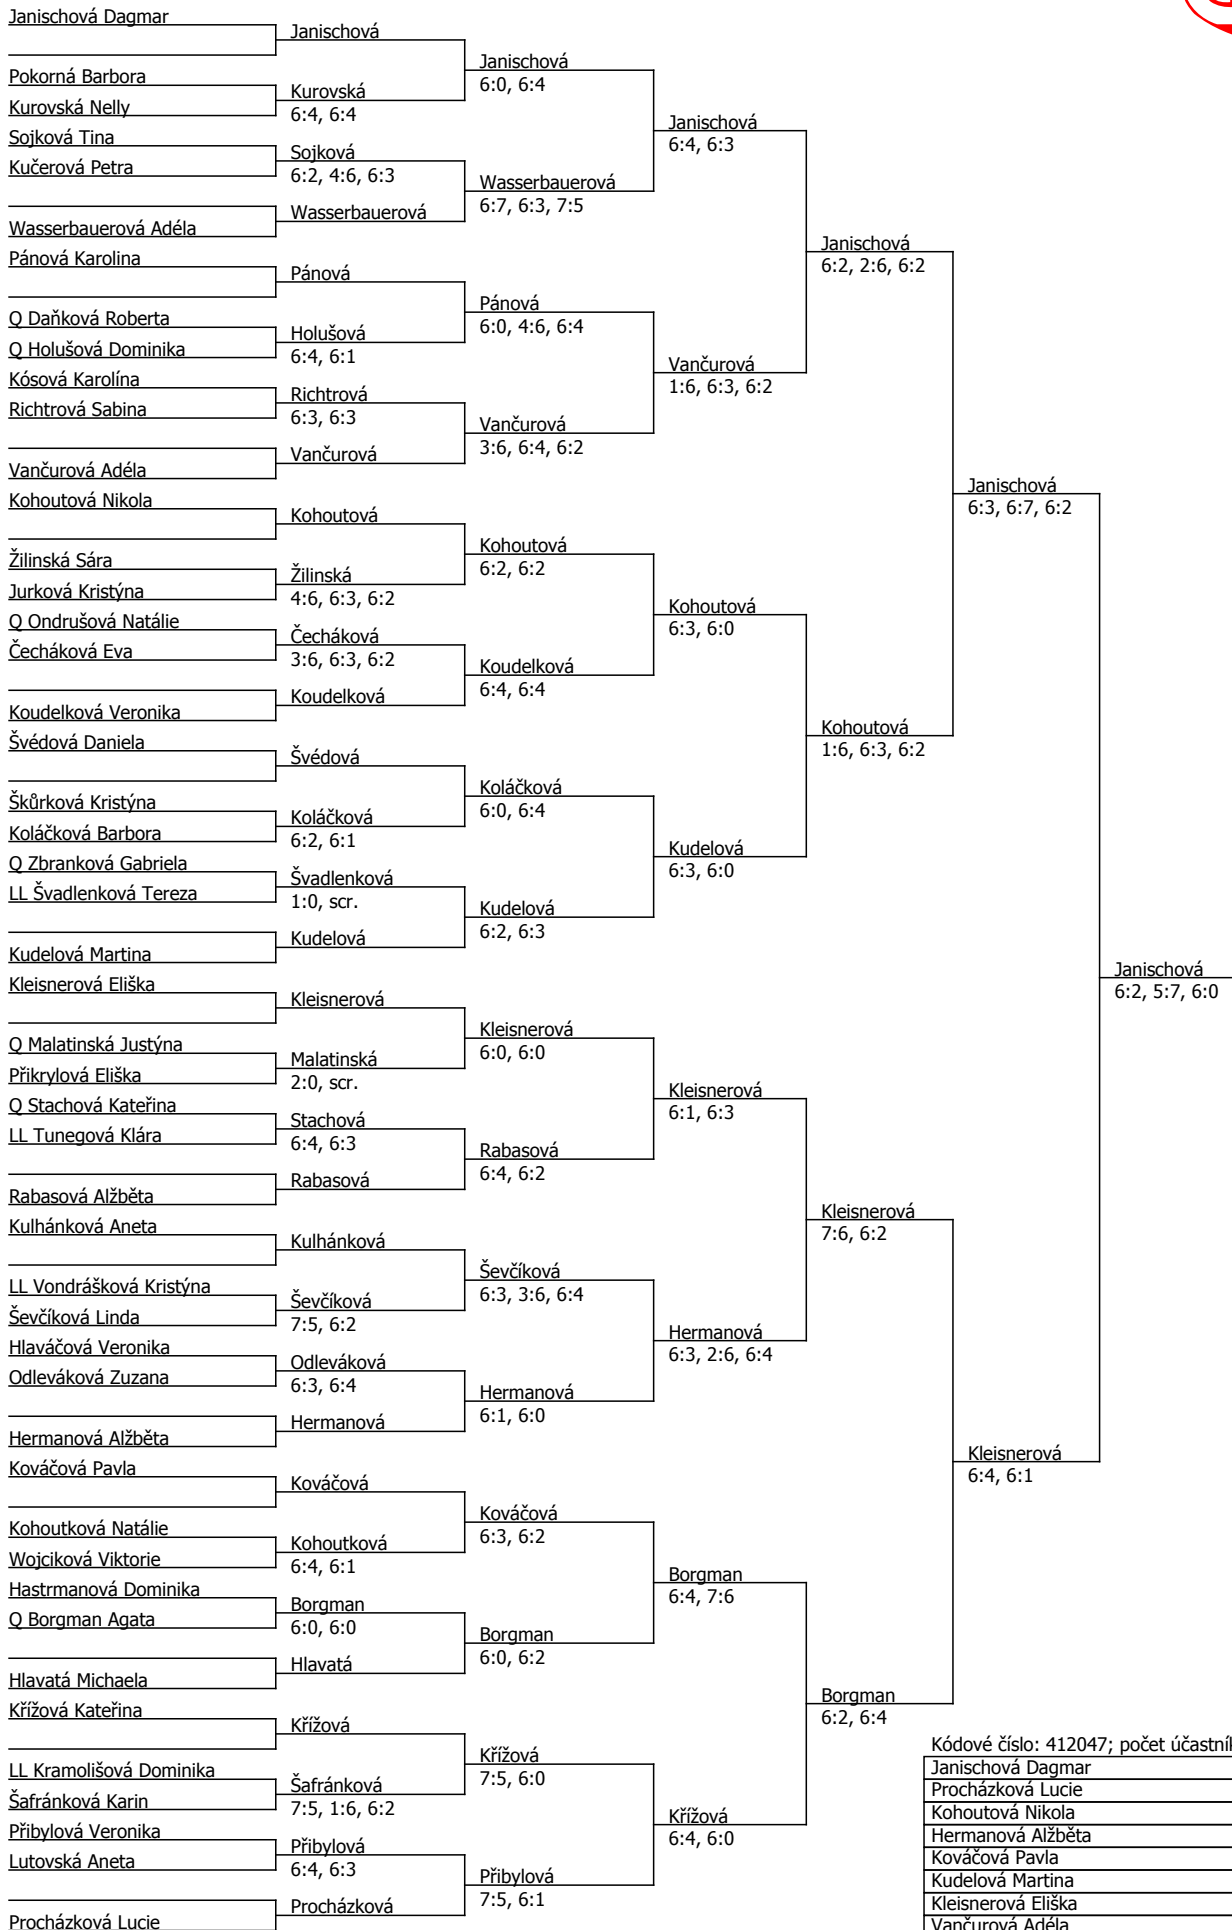 Janischová Dagmar
Pokorná Barbora
Kurovská Nelly
Sojková Tina
Kučerová Petra
Wasserbauerová Adéla
Pánová Karolina
Q Daňková Roberta
Q Holušová Dominika
Kósová Karolína
Richtrová Sabina
Vančurová Adéla
Kohoutová Nikola
Žilinská Sára
Jurková Kristýna
Q Ondrušová Natálie
Čecháková Eva
Koudelková Veronika
Švédová Daniela
Škůrková Kristýna
Koláčková Barbora
Q Zbranková Gabriela
LL Švadlenková Tereza
Kudelová Martina
Kleisnerová Eliška
Q Malatinská Justýna
Přikrylová Eliška
Q Stachová Kateřina
LL Tunegová Klára
Rabasová Alžběta
Kulhánková Aneta
LL Vondrášková Kristýna
Ševčíková Linda
Hlaváčová Veronika
Odleváková Zuzana
Hermanová Alžběta
Kováčová Pavla
Kohoutková Natálie
Wojciková Viktorie
Hastrmanová Dominika
Q Borgman Agata
Hlavatá Michaela
Křížová Kateřina
LL Kramolišová Dominika
Šafránková Karin
Přibylová Veronika
Lutovská Aneta
Procházková Lucie
Janischová
Kurovská
6:4, 6:4
Sojková
6:2, 4:6, 6:3
Wasserbauerová
Pánová
Holušová
6:4, 6:1
Richtrová
6:3, 6:3
Vančurová
Kohoutová
Žilinská
4:6, 6:3, 6:2
Čecháková
3:6, 6:3, 6:2
Koudelková
Švédová
Koláčková
6:2, 6:1
Švadlenková
1:0, scr.
Kudelová
Kleisnerová
Malatinská
2:0, scr.
Stachová
6:4, 6:3
Rabasová
Kulhánková
Ševčíková
7:5, 6:2
Odleváková
6:3, 6:4
Hermanová
Kováčová
Kohoutková
6:4, 6:1
Borgman
6:0, 6:0
Hlavatá
Křížová
Šafránková
7:5, 1:6, 6:2
Přibylová
6:4, 6:3
Procházková
Janischová
6:0, 6:4
Wasserbauerová
6:7, 6:3, 7:5
Pánová
6:0, 4:6, 6:4
Vančurová
3:6, 6:4, 6:2
Kohoutová
6:2, 6:2
Koudelková
6:4, 6:4
Koláčková
6:0, 6:4
Kudelová
6:2, 6:3
Kleisnerová
6:0, 6:0
Rabasová
6:4, 6:2
Ševčíková
6:3, 3:6, 6:4
Hermanová
6:1, 6:0
Kováčová
6:3, 6:2
Borgman
6:0, 6:2
Křížová
7:5, 6:0
Přibylová
7:5, 6:1
Janischová
6:4, 6:3
Vančurová
1:6, 6:3, 6:2
Kohoutová
6:3, 6:0
Kudelová
6:3, 6:0
Kleisnerová
6:1, 6:3
Hermanová
6:3, 2:6, 6:4
Borgman
6:4, 7:6
Křížová
6:4, 6:0
Janischová
6:2, 2:6, 6:2
Kohoutová
1:6, 6:3, 6:2
Kleisnerová
7:6, 6:2
Borgman
6:2, 6:4
Janischová
6:3, 6:7, 6:2
Kleisnerová
6:4, 6:1
Janischová
6:2, 5:7, 6:0
Kódové číslo: 412047; počet účastník
Janischová Dagmar
Procházková Lucie
Kohoutová Nikola
Hermanová Alžběta
Kováčová Pavla
Kudelová Martina
Kleisnerová Eliška
Vančurová Adéla